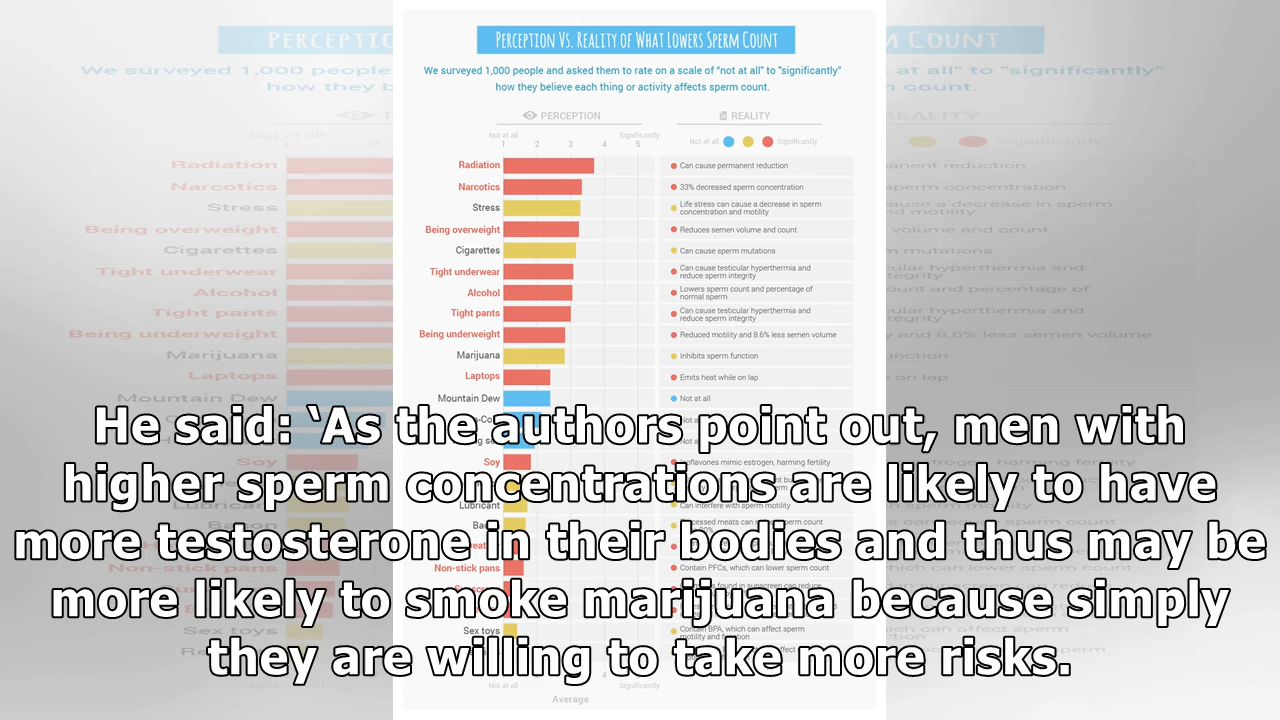 PERCEPTION VS. REALITY OF WHAT LOWERS SPERM COUNT
We surveyed 1,000 people and asked them to rate on a scale of "not at all" to "significantly"
how they believe each thing or activity affects sperm count.
PERCEPTION REALITY
Not at all Significantly Not at all Significantly
1 2 3 4 5
Radiation Can cause permanent reduction
Narcotics 33% decreased sperm concentration
Stress Life stress can cause a decrease in sperm
concentration and motility
Being overweight Reduces semen volume and count
Cigarettes Can cause sperm mutations
Tight underwear Can cause testicular hyperthermia and
reduce sperm integrity
Alcohol Lowers sperm count and percentage of
normal sperm
Tight pants Can cause testicular hyperthermia and
reduce sperm integrity
Being underweight Reduced motility and 8.6% less semen volume
Marijuana Inhibits sperm function
Laptops Emits heat while on lap
Mountain Dew Not at all
He said: ‘As the authors point out, men with
Soy Isoflavones mimic estrogen, harming fertility
higher sperm concentrations are likely to have
Lubricant Can interfere with sperm motility
more testosterone in their bodies and thus may be
Non-stick pans Contain PFCs, which can lower sperm count
more likely to smoke marijuana because simply
Sex toys Contain BPA, which can affect sperm
motility and function
they are willing to take more risks.
Not at all Significantly
Average